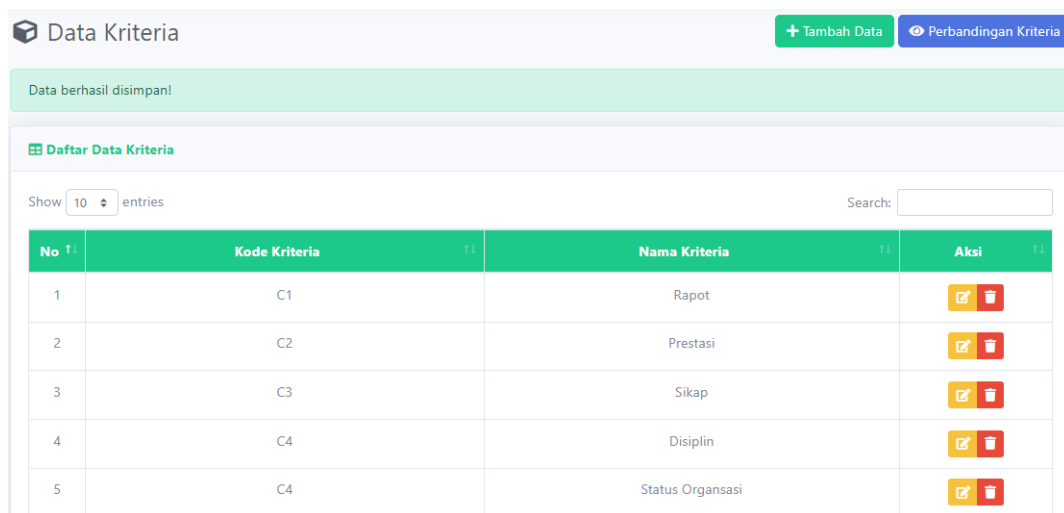 Data Kriteria
+ Tambah Data
Perbandingan Kriteria
Data berhasil disimpan!
Daftar Data Kriteria
Show 10 entries
Search:
No Kode Kriteria Nama Kriteria Aksi
1 C1 Rapot
2 C2 Prestasi
3 C3 Sikap
4 C4 Disiplin
5 C4 Status Organsasi